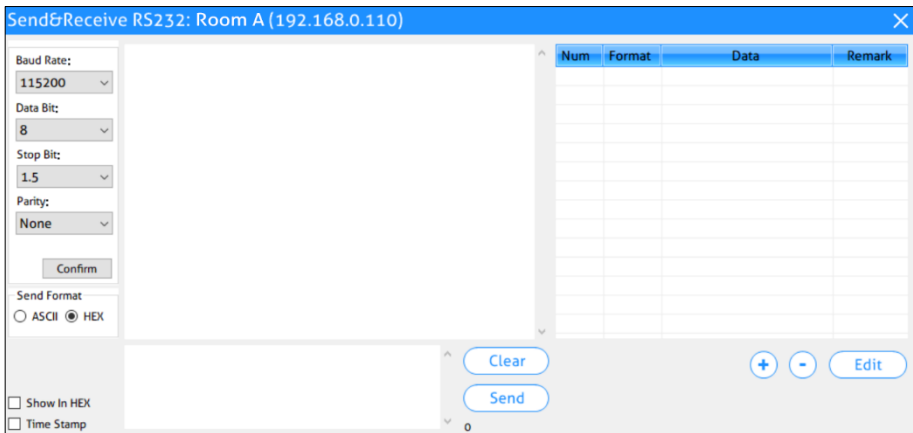 Send&Receive RS232: Room A (192.168.0.110)
Baud Rate:
115200
Data Bit:
8
Stop Bit:
1.5
Parity:
None
Confirm
Send Format
ASCII HEX
Show In HEX
Time Stamp
Clear
Send
0
Num Format Data Remark
+ - Edit